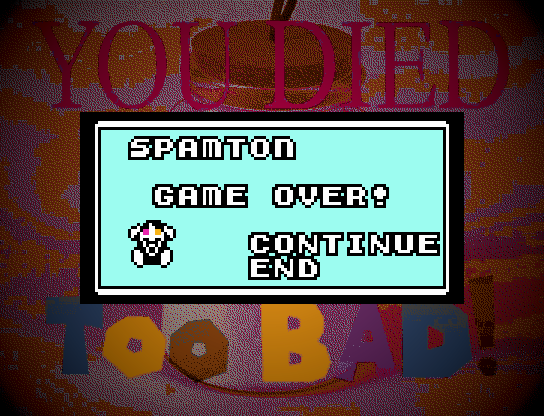 YOU DIED
SPAMTON
GAME OVER!
CONTINUE
END
TOO BAD!